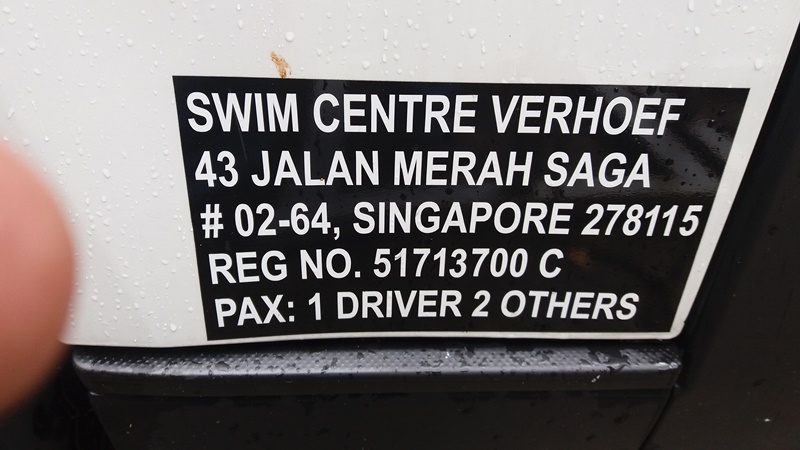 SWIM CENTRE VERHOEF
43 JALAN MERAH SAGA
# 02-64, SINGAPORE 278115
REG NO. 51713700 C
PAX: 1 DRIVER 2 OTHERS